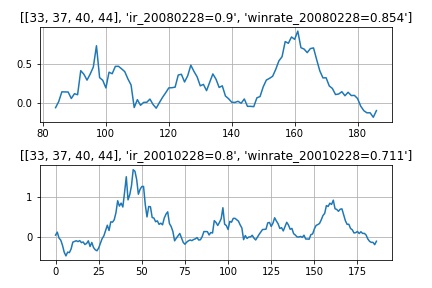 [[33, 37, 40, 44], 'ir_20080228=0.9', 'winrate_20080228=0.854']
0.5
0.0
80 100 120 140 160 180
[[33, 37, 40, 44], 'ir_20010228=0.8', 'winrate_20010228=0.711']
1
0
0 25 50 75 100 125 150 175